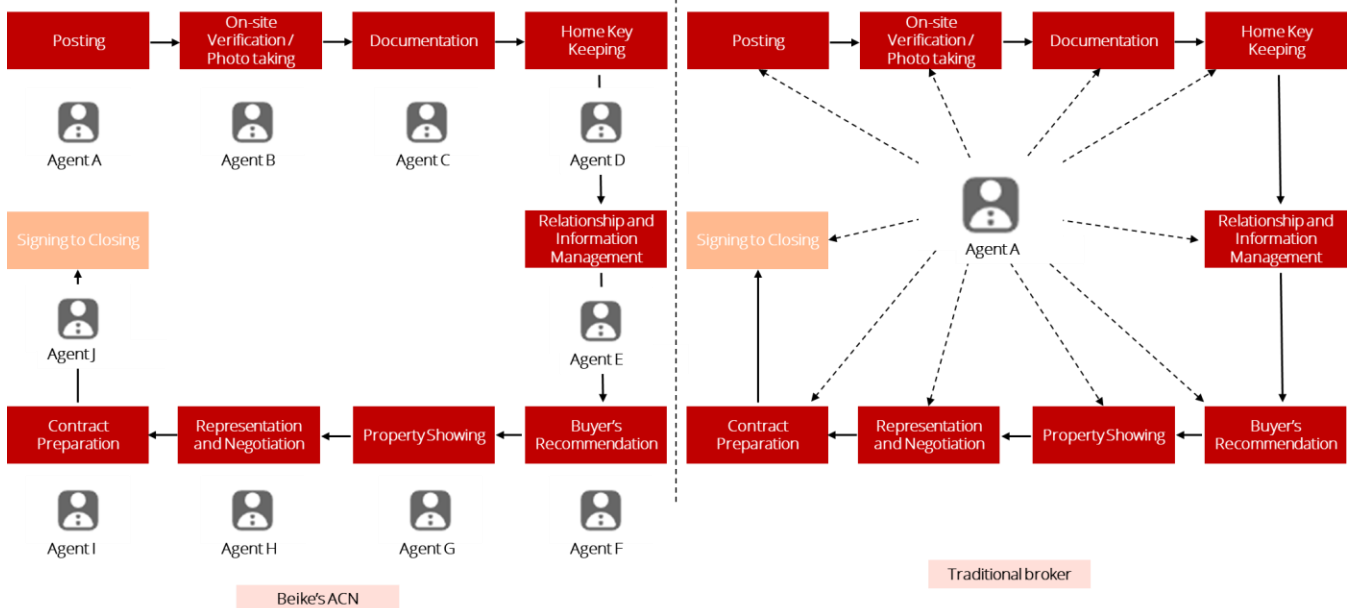 Posting
On-site
Verification /
Photo taking
Documentation
Home Key
Keeping
Agent A
Agent B
Agent C
Agent D
Signing to Closing
Relationship and
Information
Management
Agent J
Agent E
Contract
Preparation
Representation
and Negotiation
Property Showing
Buyer's
Recommendation
Agent I
Agent H
Agent G
Agent F
Beike's ACN
Posting
On-site
Verification /
Photo taking
Documentation
Home Key
Keeping
Agent A
Signing to Closing
Relationship and
Information
Management
Contract
Preparation
Representation
and Negotiation
Property Showing
Buyer's
Recommendation
Traditional broker